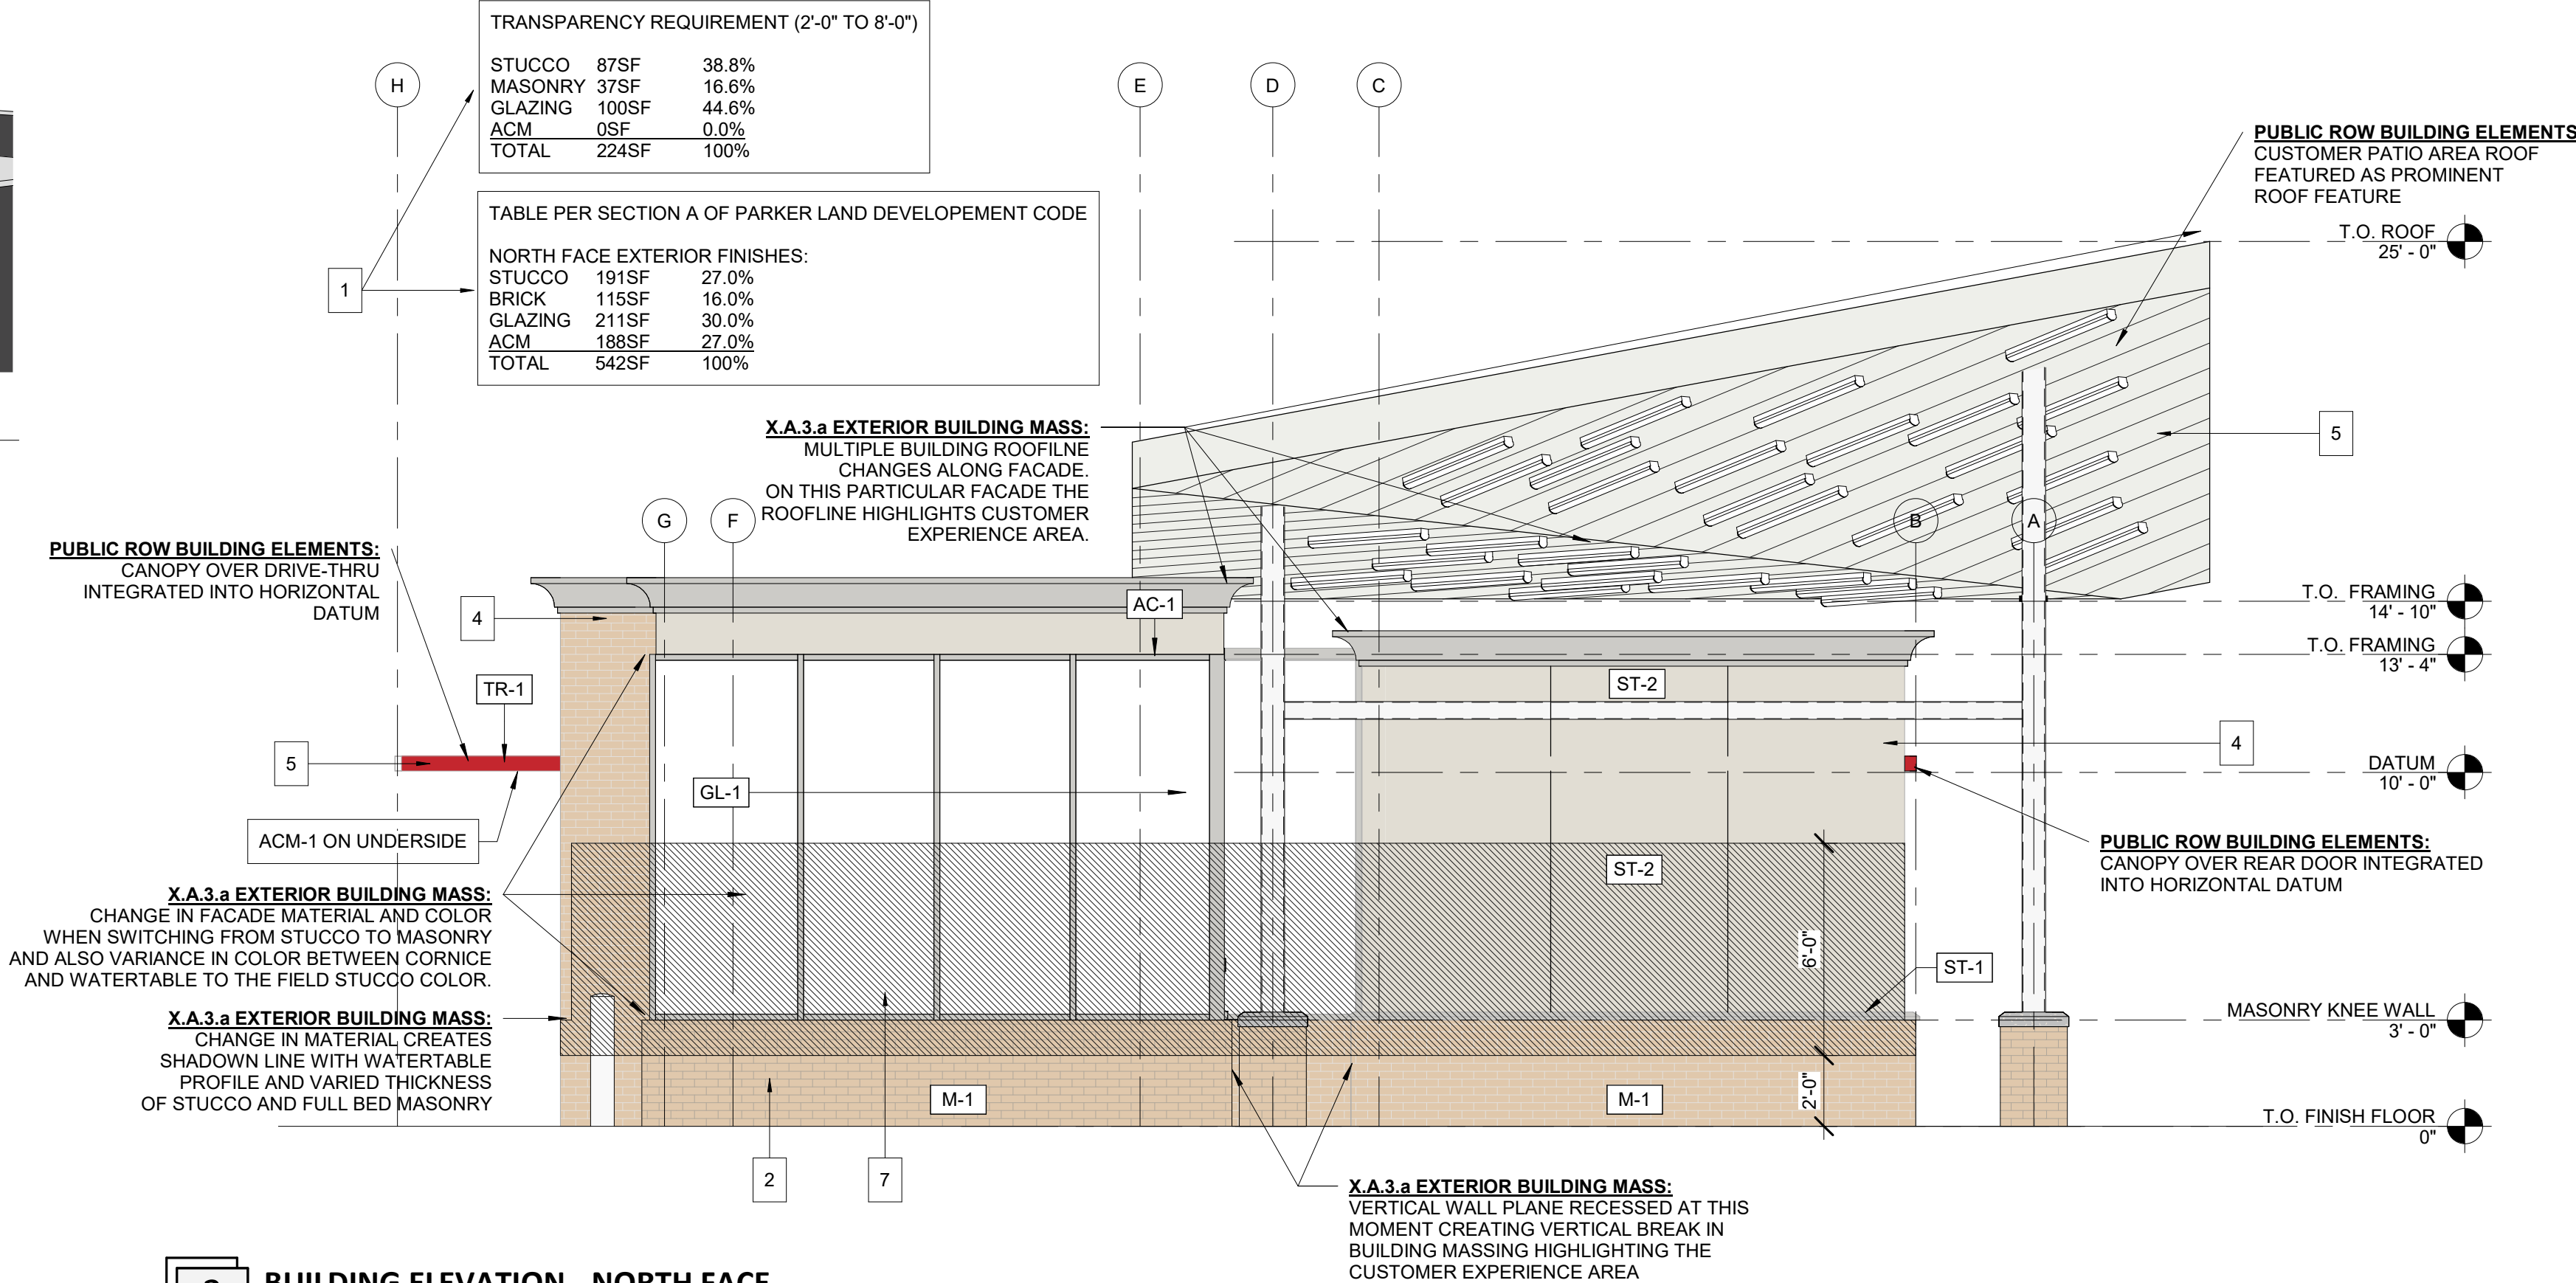 TRANSPARENCY REQUIREMENT (2'-0" TO 8'-0")
STUCCO 87SF 38.8%
MASONRY 37SF 16.6%
GLAZING 100SF 44.6%
ACM 0SF 0.0%
TOTAL 224SF 100%
TABLE PER SECTION A OF PARKER LAND DEVELOPEMENT CODE
NORTH FACE EXTERIOR FINISHES:
STUCCO 191SF 27.0%
BRICK 115SF 16.0%
GLAZING 211SF 30.0%
ACM 188SF 27.0%
TOTAL 542SF 100%
1
H
E
D
C
PUBLIC ROW BUILDING ELEMENTS
CUSTOMER PATIO AREA ROOF
FEATURED AS PROMINENT
ROOF FEATURE
T.O. ROOF
25' - 0"
X.A.3.a EXTERIOR BUILDING MASS:
MULTIPLE BUILDING ROOFILNE
CHANGES ALONG FACADE.
ON THIS PARTICULAR FACADE THE
ROOFLINE HIGHLIGHTS CUSTOMER
EXPERIENCE AREA.
5
G
F
B
A
PUBLIC ROW BUILDING ELEMENTS:
CANOPY OVER DRIVE-THRU
INTEGRATED INTO HORIZONTAL
DATUM
4
AC-1
T.O. FRAMING
14' - 10"
T.O. FRAMING
13' - 4"
TR-1
ST-2
5
4
DATUM
10' - 0"
GL-1
ACM-1 ON UNDERSIDE
ST-2
PUBLIC ROW BUILDING ELEMENTS:
CANOPY OVER REAR DOOR INTEGRATED
INTO HORIZONTAL DATUM
X.A.3.a EXTERIOR BUILDING MASS:
CHANGE IN FACADE MATERIAL AND COLOR
WHEN SWITCHING FROM STUCCO TO MASONRY
AND ALSO VARIANCE IN COLOR BETWEEN CORNICE
AND WATERTABLE TO THE FIELD STUCCO COLOR.
6'-0"
ST-1
X.A.3.a EXTERIOR BUILDING MASS:
CHANGE IN MATERIAL CREATES
SHADOWN LINE WITH WATERTABLE
PROFILE AND VARIED THICKNESS
OF STUCCO AND FULL BED MASONRY
MASONRY KNEE WALL
3' - 0"
M-1
M-1
2'-0"
T.O. FINISH FLOOR
0"
2
7
X.A.3.a EXTERIOR BUILDING MASS:
VERTICAL WALL PLANE RECESSED AT THIS
MOMENT CREATING VERTICAL BREAK IN
BUILDING MASSING HIGHLIGHTING THE
CUSTOMER EXPERIENCE AREA
BUILDING ELEVATION - NORTH FACE